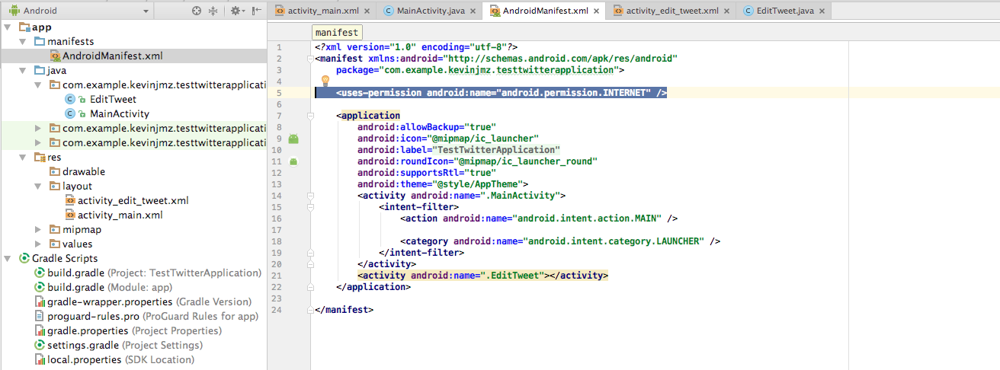 Android
app
manifests
AndroidManifest.xml
java
com.example.kevinjmz.testtwitterapplicati
EditTweet
MainActivity
com.example.kevinjmz.testtwitterapplicati
com.example.kevinjmz.testtwitterapplicati
res
drawable
layout
activity_edit_tweet.xml
activity_main.xml
mipmap
values
Gradle Scripts
build.gradle (Project: TestTwitterApplication)
build.gradle (Module: app)
gradle-wrapper.properties (Gradle Version)
proguard-rules.pro (ProGuard Rules for app)
gradle.properties (Project Properties)
settings.gradle (Project Settings)
local.properties (SDK Location)
activity_main.xml MainActivity.java AndroidManifest.xml activity_edit_tweet.xml EditTweet.java
manifest
1 <?xml version="1.0" encoding="utf-8"?>
2 <manifest xmlns:android="http://schemas.android.com/apk/res/android"
3 package="com.example.kevinjmz.testtwitterapplication">
4
5 <uses-permission android:name="android.permission.INTERNET" />
6
7 <application
8 android:allowBackup="true"
9 android:icon="@mipmap/ic_launcher"
10 android:label="TestTwitterApplication"
11 android:roundIcon="@mipmap/ic_launcher_round"
12 android:supportsRtl="true"
13 android:theme="@style/AppTheme">
14 <activity android:name=".MainActivity">
15 <intent-filter>
16 <action android:name="android.intent.action.MAIN" />
17
18 <category android:name="android.intent.category.LAUNCHER" />
19 </intent-filter>
20 </activity>
21 <activity android:name=".EditTweet"></activity>
22 </application>
23
24 </manifest>